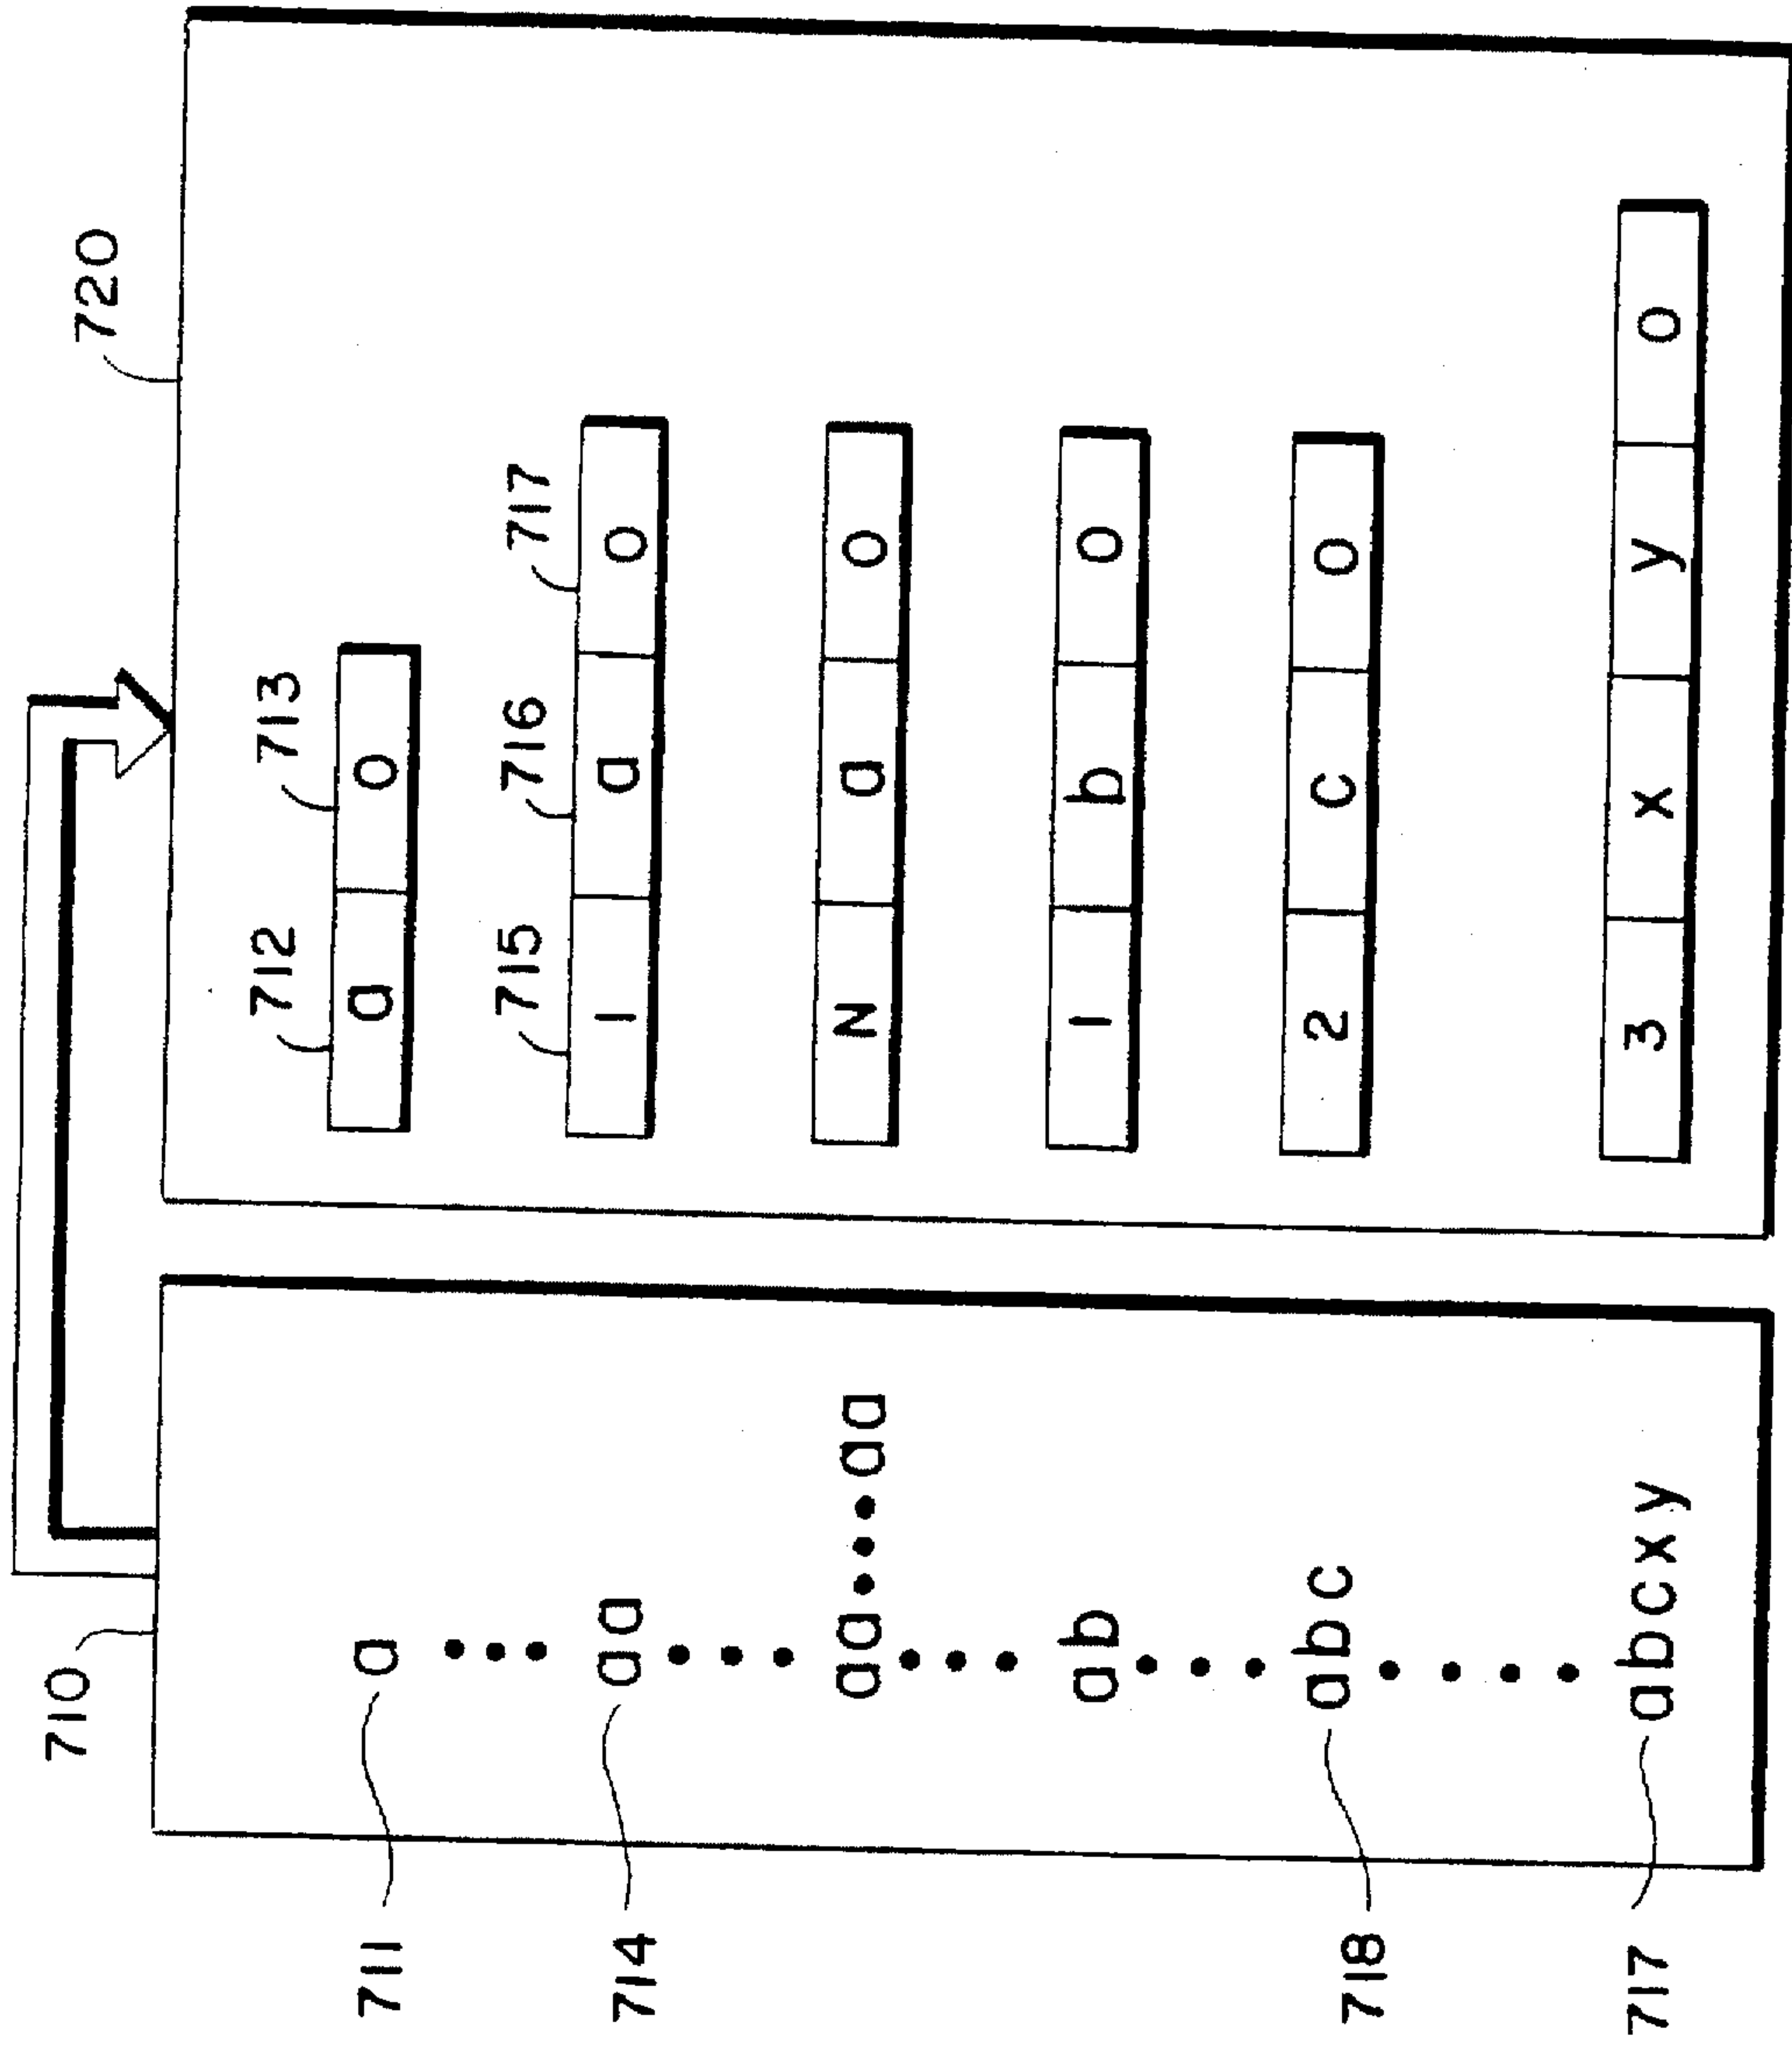 710 720
712 713
711 a a 0
715 716 717
714 aa 1 a 0
aa•••aa N a 0
ab 1 b 0
718 abc 2 c 0
717 abcxy 3 x y 0